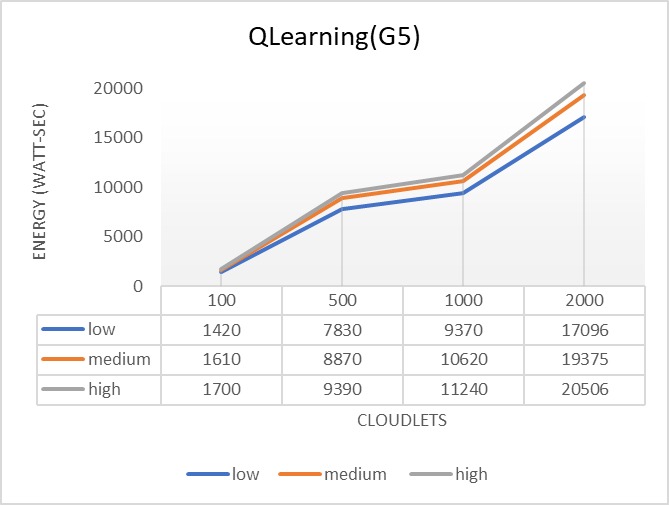 QLearning(G5)
ENERGY (WATT-SEC)
20000
15000
10000
5000
0
100 500 1000 2000
low 1420 7830 9370 17096
medium 1610 8870 10620 19375
high 1700 9390 11240 20506
CLOUDLETS
low medium high